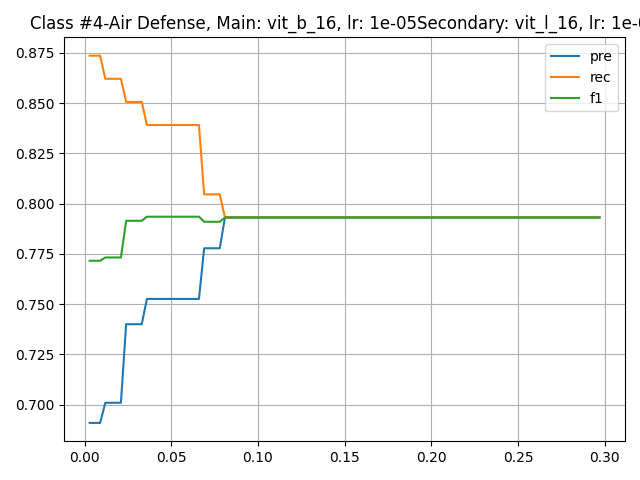 Class #4-Air Defense, Main: vit_b_16, lr: 1e-05Secondary: vit_l_16, lr: 1e-
pre
rec
f1
0.875
0.850
0.825
0.800
0.775
0.750
0.725
0.700
0.00 0.05 0.10 0.15 0.20 0.25 0.30